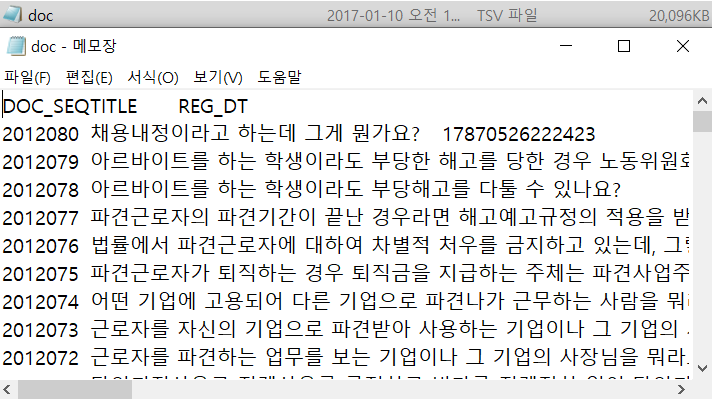 doc 2017-01-10 오전 1... TSV 파일 20,096KB
doc - 메모장
파일(F) 편집(E) 서식(O) 보기(V) 도움말
DOC_SEQTITLE REG_DT
2012080 채용내정이라고 하는데 그게 뭔가요? 17870526222423
2012079 아르바이트를 하는 학생이라도 부당한 해고를 당한 경우 노동위원회
2012078 아르바이트를 하는 학생이라도 부당해고를 다툴 수 있나요?
2012077 파견근로자의 파견기간이 끝난 경우라면 해고예고규정의 적용을 받
2012076 법률에서 파견근로자에 대하여 차별적 처우를 금지하고 있는데, 그렇
2012075 파견근로자가 퇴직하는 경우 퇴직금을 지급하는 주체는 파견사업주
2012074 어떤 기업에 고용되어 다른 기업으로 파견나가 근무하는 사람을 뭐라
2012073 근로자를 자신의 기업으로 파견받아 사용하는 기업이나 그 기업의
2012072 근로자를 파견하는 업무를 보는 기업이나 그 기업의 사장님을 뭐라